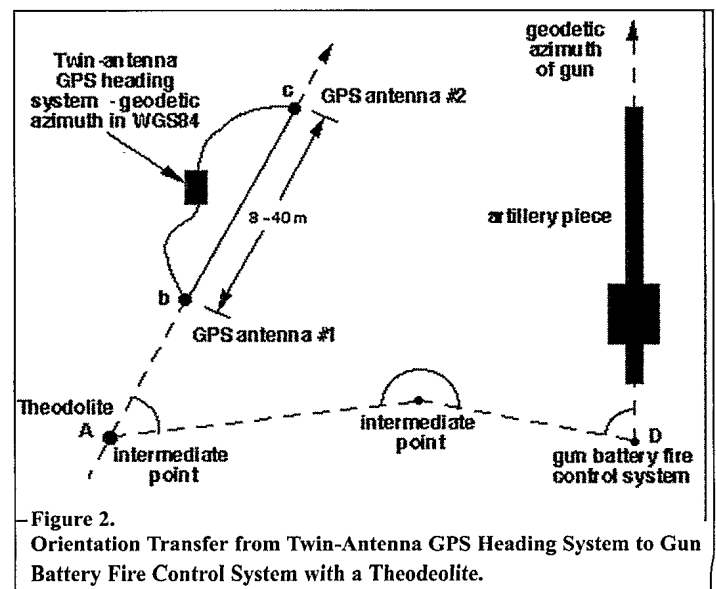 Twin-antenna
GPS heading
system - geodetic
azimuth in WGS84
c
GPS antenna #2
8 - 40 m
b
GPS antenna #1
geodetic
azimuth
of gun
artillery piece
Theodolite
A
intermediate
point
intermediate
point
D
gun battery fire
control system
Figure 2.
Orientation Transfer from Twin-Antenna GPS Heading System to Gun
Battery Fire Control System with a Theodeolite.